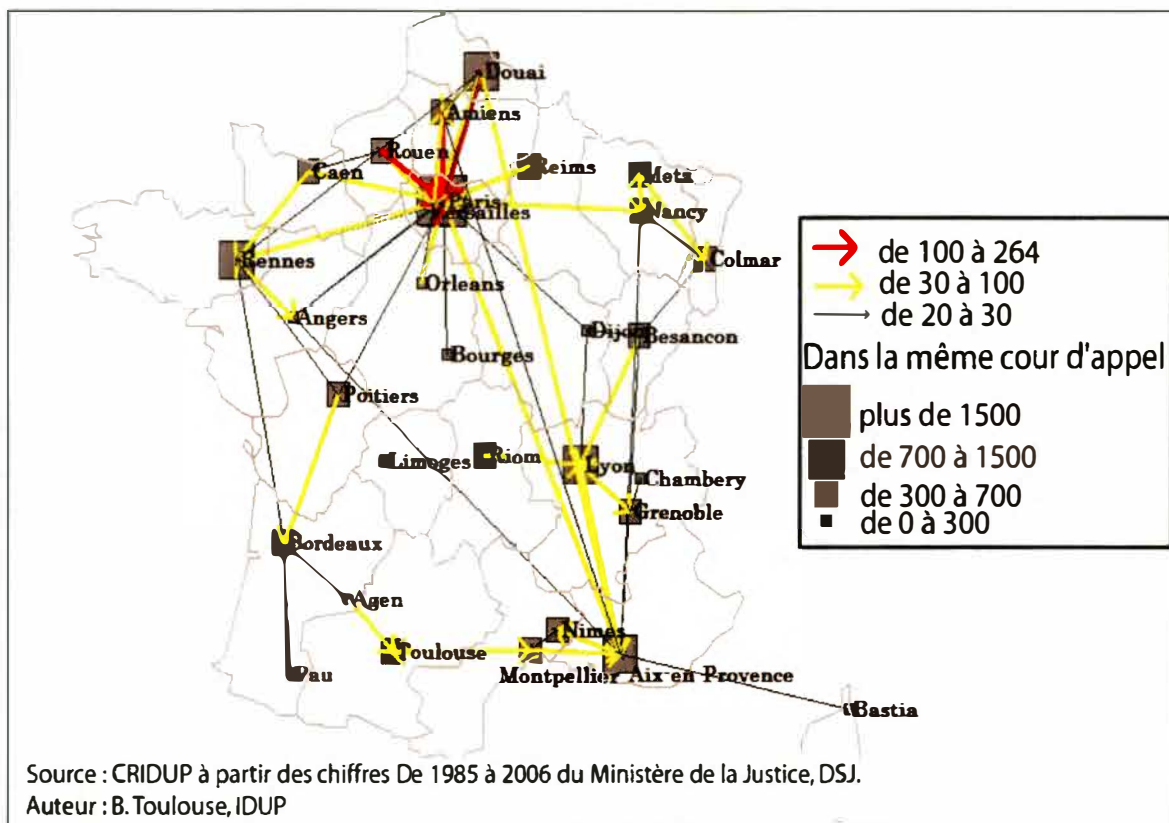 Douai
Amiens
Rouen
Caen
Reims
Metz
Paris
Versailles
Nancy
Rennes
Colmar
Orleans
Angers
Dijon
Besancon
Bourges
Poitiers
Limoges
Riom
Lyon
Chambery
Grenoble
Bordeaux
Agen
Nimes
Toulouse
Pau
Montpellier
Aix en Provence
Bastia
de 100 à 264
de 30 à 100
de 20 à 30
Dans la même cour d'appel
plus de 1500
de 700 à 1500
de 300 à 700
de 0 à 300
Source : CRIDUP à partir des chiffres De 1985 à 2006 du Ministère de la Justice, DSJ.
Auteur : B. Toulouse, IDUP